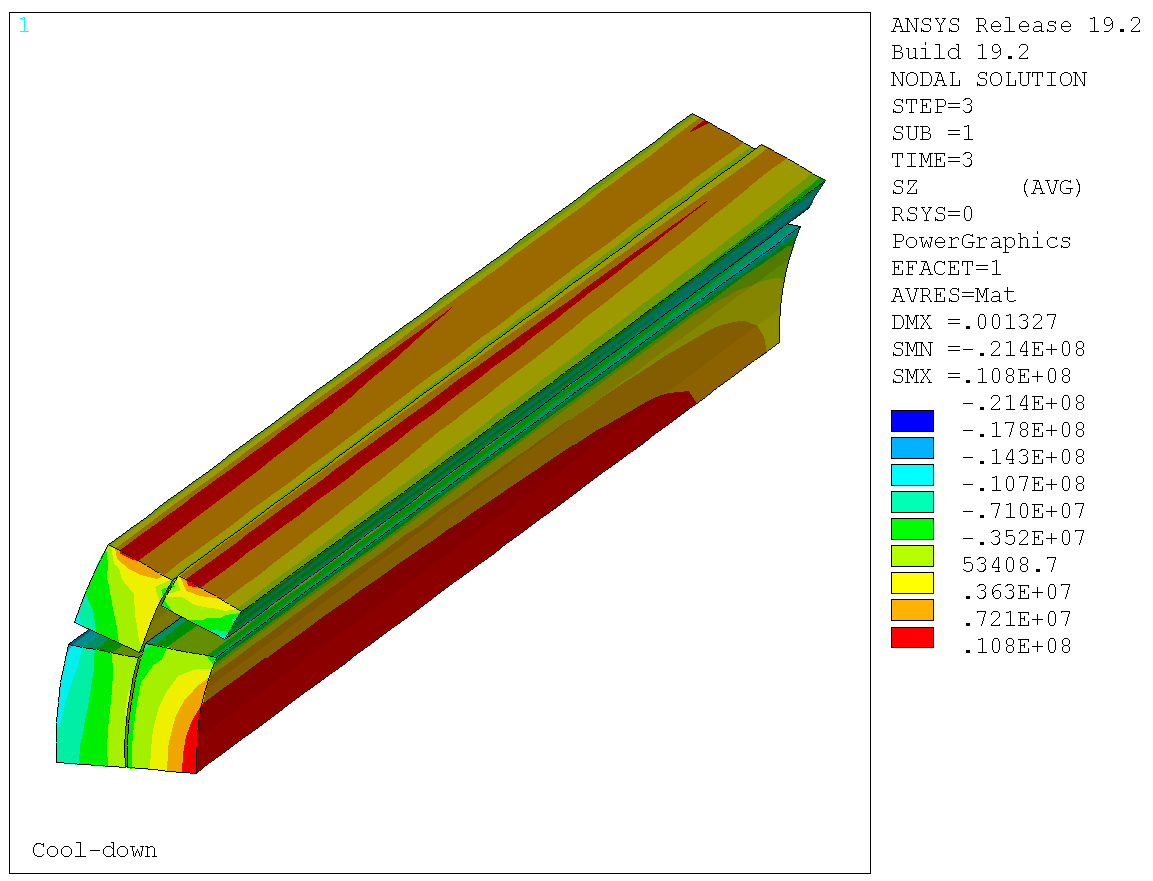 1
ANSYS Release 19.2
Build 19.2
NODAL SOLUTION
STEP=3
SUB =1
TIME=3
SZ (AVG)
RSYS=0
PowerGraphics
EFACET=1
AVRES=Mat
DMX =.001327
SMN =-.214E+08
SMX =.108E+08
-.214E+08
-.178E+08
-.143E+08
-.107E+08
-.710E+07
-.352E+07
53408.7
.363E+07
.721E+07
.108E+08
Cool-down